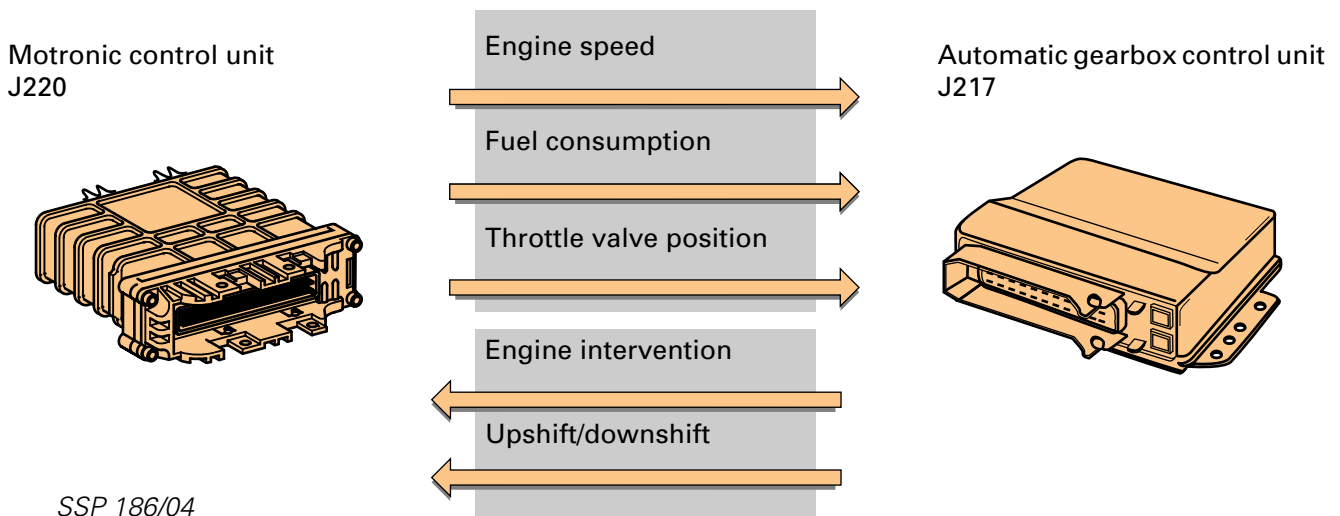 Motronic control unit
J220
Engine speed
Fuel consumption
Throttle valve position
Engine intervention
Upshift/downshift
Automatic gearbox control unit
J217
SSP 186/04